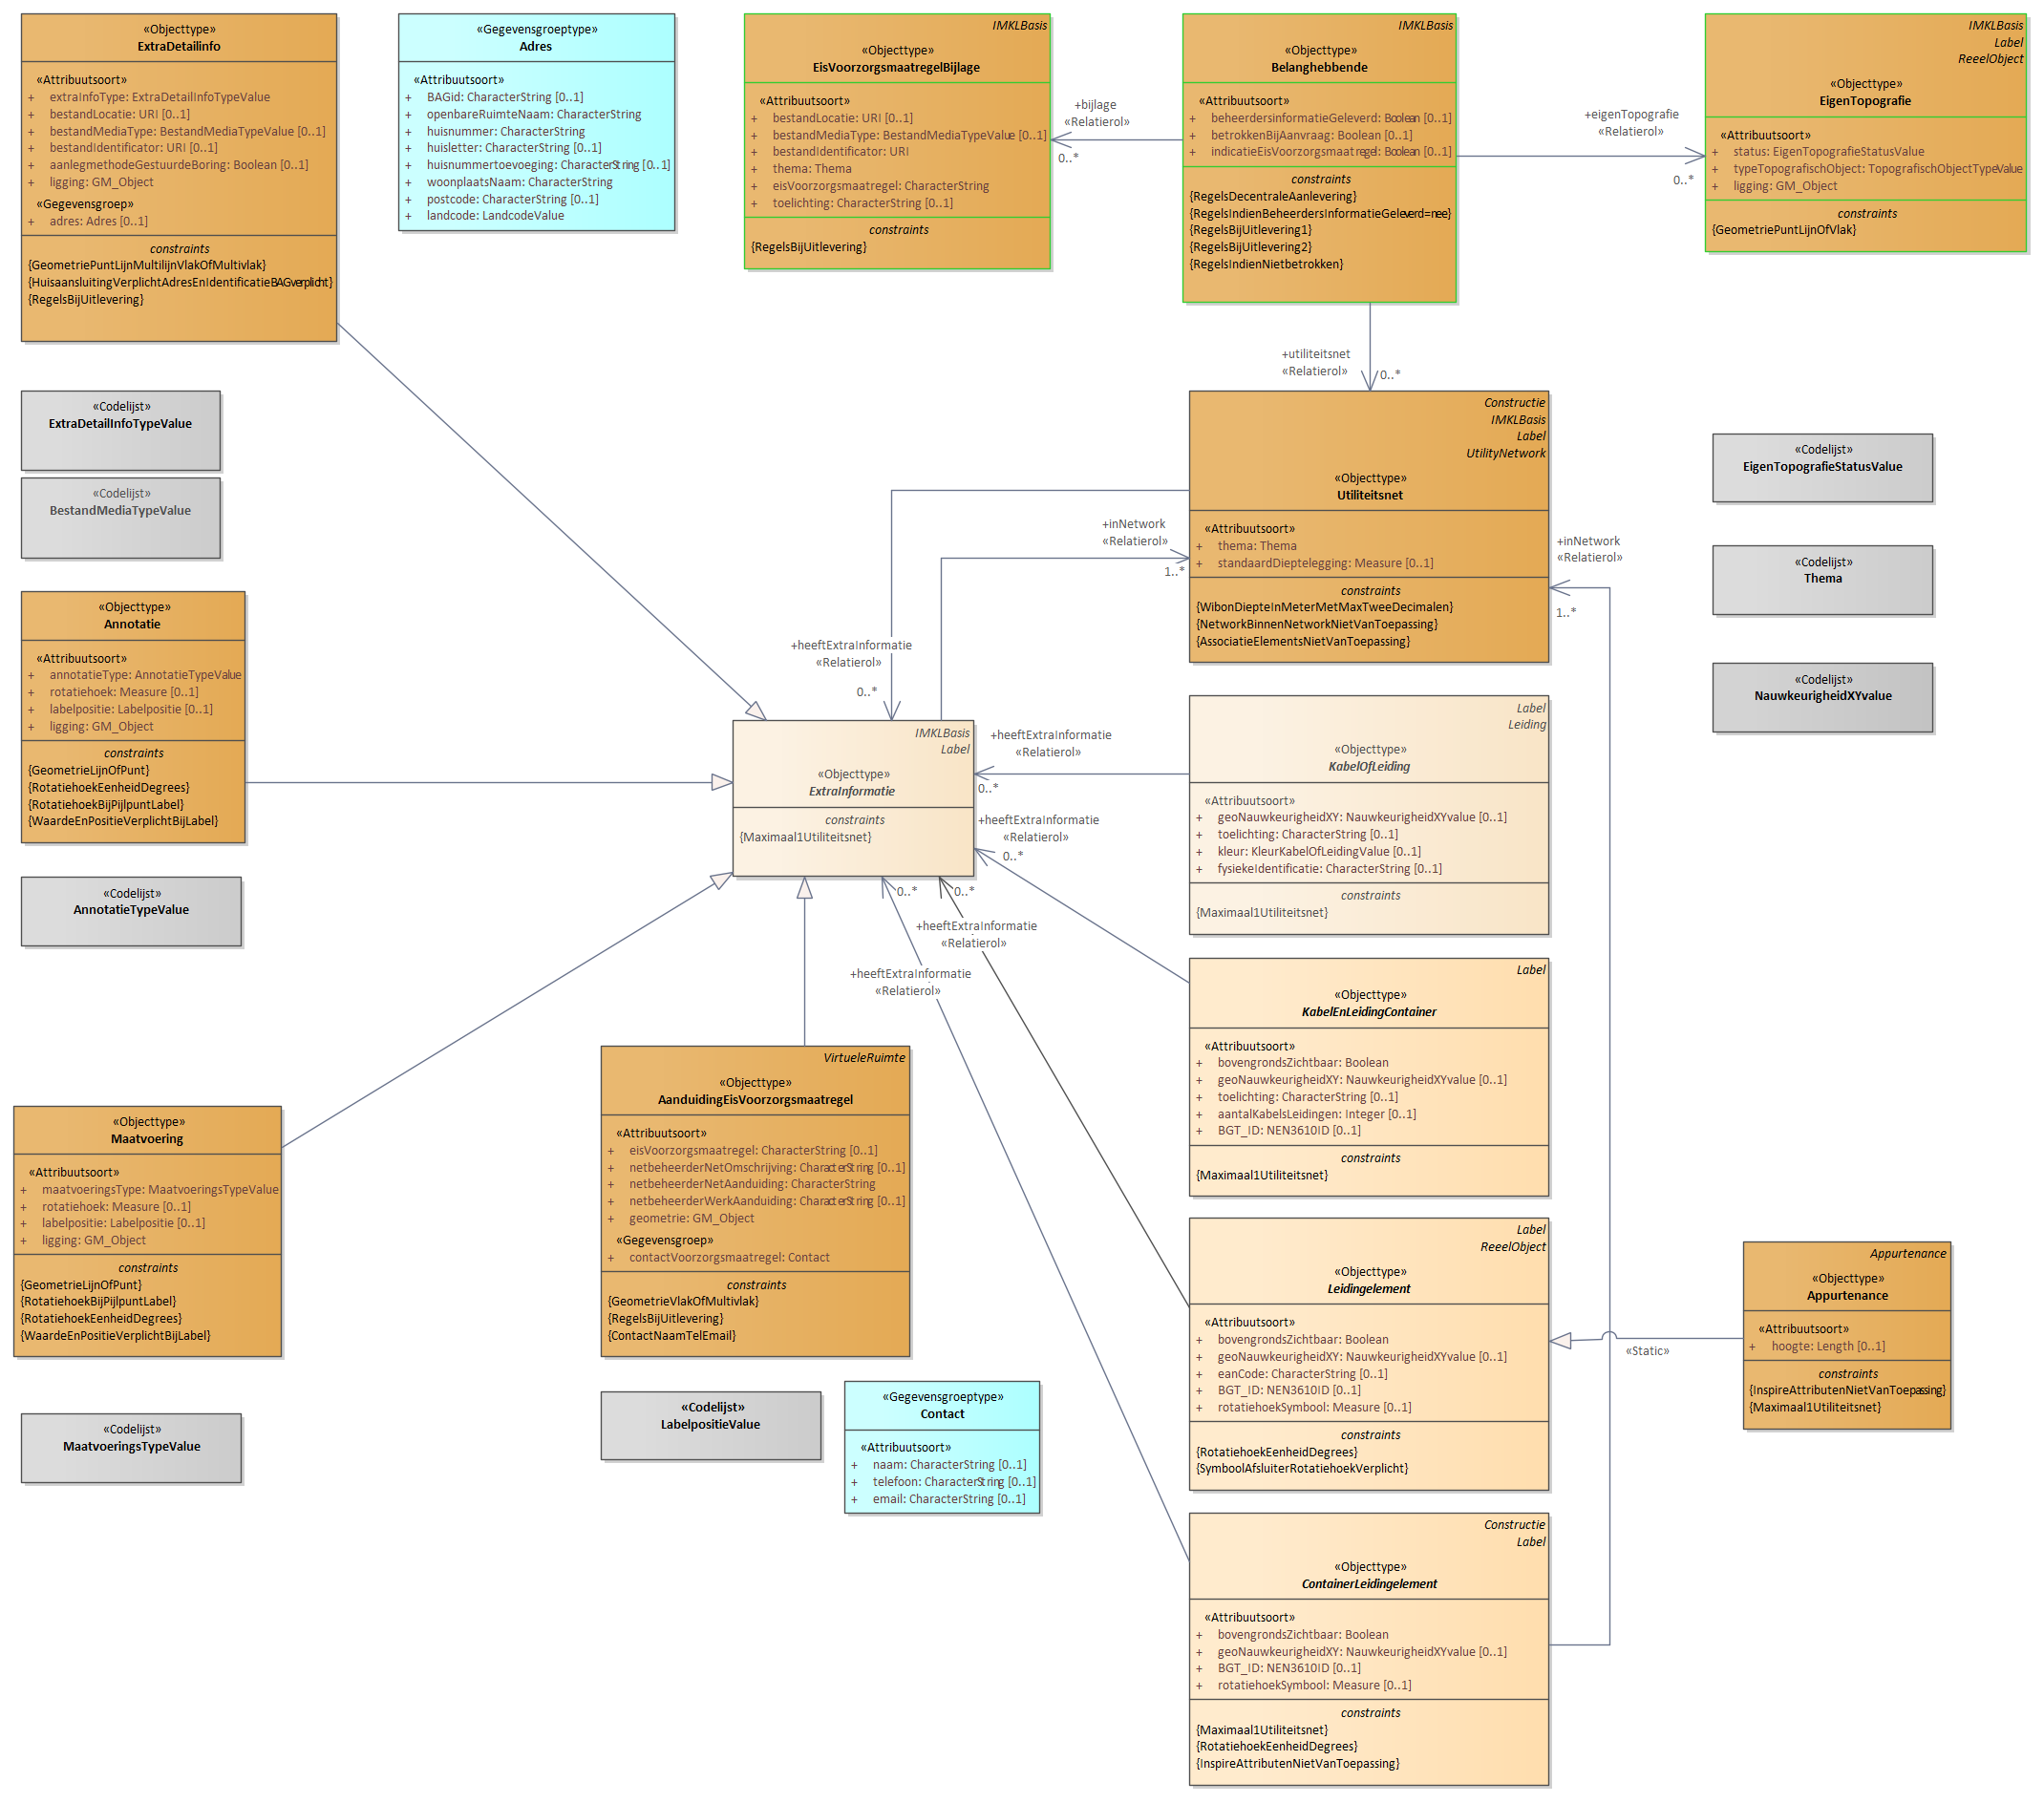 «Objecttype»
ExtraDetailinfo
«Attribuutsoort»
+ extraInfoType: ExtraDetailInfoTypeValue
+ bestandLocatie: URI [0..1]
+ bestandMediaType: BestandMediaTypeValue [0..1]
+ bestandIdentificator: URI [0..1]
+ aanlegmethodeGestuurdeBoring: Boolean [0..1]
+ ligging: GM_Object
«Gegevensgroep»
+ adres: Adres [0..1]
constraints
{GeometriePuntLijnMultilijnVlakOfMultivlak}
{HuisaansluitingVerplichtAdresEnIdentificatieBAGverplicht}
{RegelsBijUitlevering}
«Gegevensgroeptype»
Adres
«Attribuutsoort»
+ BAGid: CharacterString [0..1]
+ openbareRuimteNaam: CharacterString
+ huisnummer: CharacterString
+ huisletter: CharacterString [0..1]
+ huisnummertoevoeging: CharacterString [0..1]
+ woonplaatsNaam: CharacterString
+ postcode: CharacterString [0..1]
+ landcode: LandcodeValue
IMKLBasis
«Objecttype»
EisVoorzorgsmaatregelBijlage
«Attribuutsoort»
+ bestandLocatie: URI [0..1]
+ bestandMediaType: BestandMediaTypeValue [0..1]
+ bestandIdentificator: URI
+ thema: Thema
+ eisVoorzorgsmaatregel: CharacterString
+ toelichting: CharacterString [0..1]
constraints
{RegelsBijUitlevering}
+bijlage
«Relatierol»
0..*
IMKLBasis
«Objecttype»
Belanghebbende
«Attribuutsoort»
+ beheerdersinformatieGeleverd: Boolean [0..1]
+ betrokkenBijAanvraag: Boolean [0..1]
+ indicatieEisVoorzorgsmaatregel: Boolean [0..1]
constraints
{RegelsDecentraleAanlevering}
{RegelsIndienBeheerdersInformatieGeleverd=nee}
{RegelsBijUitlevering1}
{RegelsBijUitlevering2}
{RegelsIndienNietbetrokken}
+eigenTopografie
«Relatierol»
0..*
IMKLBasis
Label
ReeelObject
«Objecttype»
EigenTopografie
«Attribuutsoort»
+ status: EigenTopografieStatusValue
+ typeTopografischObject: TopografischObjectTypeValue
+ ligging: GM_Object
constraints
{GeometriePuntLijnOfVlak}
+utiliteitsnet
«Relatierol»
0..*
«Codelijst»
ExtraDetailInfoTypeValue
«Codelijst»
BestandMediaTypeValue
Constructie
IMKLBasis
Label
UtilityNetwork
«Objecttype»
Utiliteitsnet
«Attribuutsoort»
+ thema: Thema
+ standaardDieptelegging: Measure [0..1]
constraints
{WibonDiepteInMeterMetMaxTweeDecimalen}
{NetworkBinnenNetworkNietVanToepassing}
{AssociatieElementsNietVanToepassing}
«Codelijst»
EigenTopografieStatusValue
«Codelijst»
Thema
«Codelijst»
NauwkeurigheidXYvalue
+inNetwork
«Relatierol»
1..*
+inNetwork
«Relatierol»
1..*
+heeftExtraInformatie
«Relatierol»
0..*
«Objecttype»
Annotatie
«Attribuutsoort»
+ annotatieType: AnnotatieTypeValue
+ rotatiehoek: Measure [0..1]
+ labelpositie: Labelpositie [0..1]
+ ligging: GM_Object
constraints
{GeometrieLijnOfPunt}
{RotatiehoekEenheidDegrees}
{RotatiehoekBijPijlpuntLabel}
{WaardeEnPositieVerplichtBijLabel}
«Codelijst»
AnnotatieTypeValue
IMKLBasis
Label
«Objecttype»
ExtraInformatie
constraints
{Maximaal1Utiliteitsnet}
+heeftExtraInformatie
«Relatierol»
0..*
+heeftExtraInformatie
«Relatierol»
0..*
0..*
0..*
+heeftExtraInformatie
«Relatierol»
+heeftExtraInformatie
«Relatierol»
Label
Leiding
«Objecttype»
KabelOfLeiding
«Attribuutsoort»
+ geoNauwkeurigheidXY: NauwkeurigheidXYvalue [0..1]
+ toelichting: CharacterString [0..1]
+ kleur: KleurKabelOfLeidingValue [0..1]
+ fysiekeIdentificatie: CharacterString [0..1]
constraints
{Maximaal1Utiliteitsnet}
Label
«Objecttype»
KabelEnLeidingContainer
«Attribuutsoort»
+ bovengrondsZichtbaar: Boolean
+ geoNauwkeurigheidXY: NauwkeurigheidXYvalue [0..1]
+ toelichting: CharacterString [0..1]
+ aantalKabelsLeidingen: Integer [0..1]
+ BGT_ID: NEN3610ID [0..1]
constraints
{Maximaal1Utiliteitsnet}
«Objecttype»
Maatvoering
«Attribuutsoort»
+ maatvoeringsType: MaatvoeringsTypeValue
+ rotatiehoek: Measure [0..1]
+ labelpositie: Labelpositie [0..1]
+ ligging: GM_Object
constraints
{GeometrieLijnOfPunt}
{RotatiehoekBijPijlpuntLabel}
{RotatiehoekEenheidDegrees}
{WaardeEnPositieVerplichtBijLabel}
«Codelijst»
MaatvoeringsTypeValue
VirtueleRuimte
«Objecttype»
AanduidingEisVoorzorgsmaatregel
«Attribuutsoort»
+ eisVoorzorgsmaatregel: CharacterString [0..1]
+ netbeheerderNetOmschrijving: CharacterString [0..1]
+ netbeheerderNetAanduiding: CharacterString
+ netbeheerderWerkAanduiding: CharacterString [0..1]
+ geometrie: GM_Object
«Gegevensgroep»
+ contactVoorzorgsmaatregel: Contact
constraints
{GeometrieVlakOfMultivlak}
{RegelsBijUitlevering}
{ContactNaamTelEmail}
«Codelijst»
LabelpositieValue
«Gegevensgroeptype»
Contact
«Attribuutsoort»
+ naam: CharacterString [0..1]
+ telefoon: CharacterString [0..1]
+ email: CharacterString [0..1]
Label
ReeelObject
«Objecttype»
Leidingelement
«Attribuutsoort»
+ bovengrondsZichtbaar: Boolean
+ geoNauwkeurigheidXY: NauwkeurigheidXYvalue [0..1]
+ eanCode: CharacterString [0..1]
+ BGT_ID: NEN3610ID [0..1]
+ rotatiehoekSymbool: Measure [0..1]
constraints
{RotatiehoekEenheidDegrees}
{SymboolAfsluiterRotatiehoekVerplicht}
«Static»
Appurtenance
«Objecttype»
Appurtenance
«Attribuutsoort»
+ hoogte: Length [0..1]
constraints
{InspireAttributenNietVanToepassing}
{Maximaal1Utiliteitsnet}
Constructie
Label
«Objecttype»
ContainerLeidingelement
«Attribuutsoort»
+ bovengrondsZichtbaar: Boolean
+ geoNauwkeurigheidXY: NauwkeurigheidXYvalue [0..1]
+ BGT_ID: NEN3610ID [0..1]
+ rotatiehoekSymbool: Measure [0..1]
constraints
{Maximaal1Utiliteitsnet}
{RotatiehoekEenheidDegrees}
{InspireAttributenNietVanToepassing}